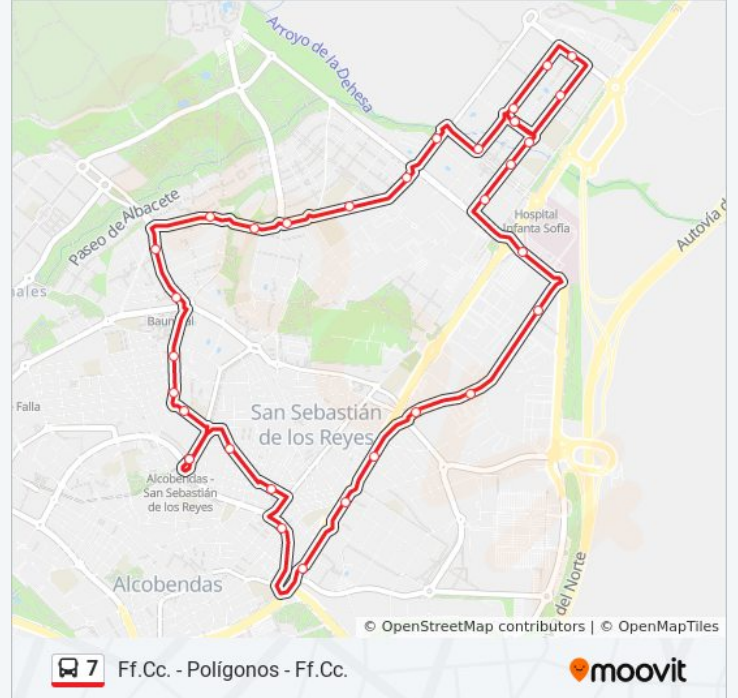 Arroyo de la
Dehesa
Paseo de Albacete
Hospital
Infanta Sofía
Autovía d
ales
Baunatal
Falla
San Sebastián
de los Reyes
Alcobendas -
San Sebastián
de los Reyes
Alcobendas
del Norte
© OpenStreetMap contributors | © OpenMapTiles
7 Ff.Cc. - Polígonos - Ff.Cc.
moovit